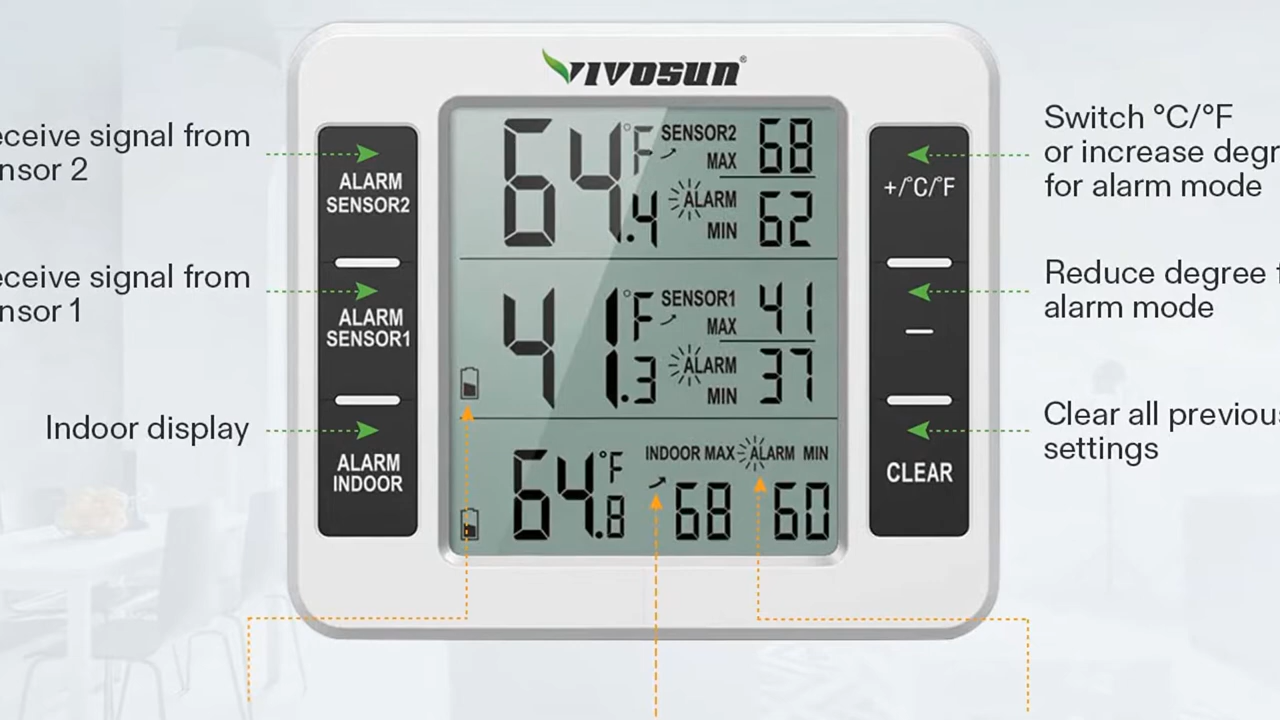 VIVOSUN®
eceive signal from
nsor 2
ALARM
SENSOR2
64.4°F
SENSOR2
MAX
68
ALARM
MIN
62
+/°C/°F
Switch °C/°F
or increase degr
for alarm mode
eceive signal from
nsor 1
ALARM
SENSOR1
41.3°F
SENSOR1
MAX
41
ALARM
MIN
37
–
Reduce degree f
alarm mode
Indoor display
ALARM
INDOOR
64.8°F
INDOOR MAX ALARM MIN
68 60
CLEAR
Clear all previous
settings